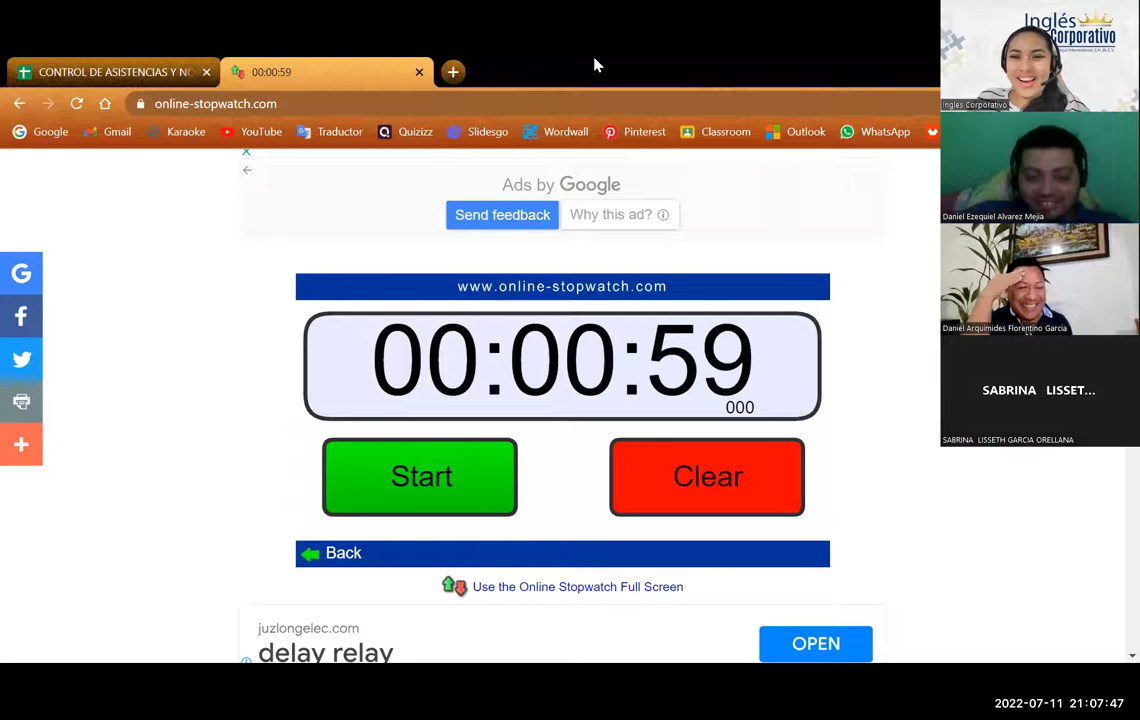 CONTROL DE ASISTENCIAS Y NO
00:00:59
online-stopwatch.com
Google
Gmail
Karaoke
YouTube
Traductor
Quizizz
Slidesgo
Wordwall
Pinterest
Classroom
Outlook
WhatsApp
Ads by Google
Send feedback
Why this ad?
www.online-stopwatch.com
00:00:59
000
Start
Clear
Back
Use the Online Stopwatch Full Screen
juzlongelec.com
delay relay
OPEN
Inglés
Corporativo
Ingles Corporativo
Daniel Ezequiel Alvarez Mejia
Daniel Arquimides Florentino Garcia
SABRINA LISSET...
SABRINA LISSETH GARCIA ORELLANA
2022-07-11 21:07:47